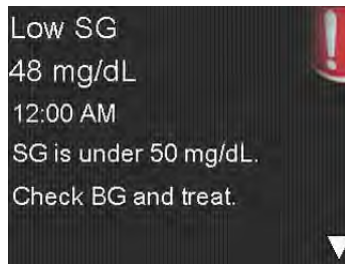 Low SG
48 mg/dL
12:00 AM
SG is under 50 mg/dL.
Check BG and treat.